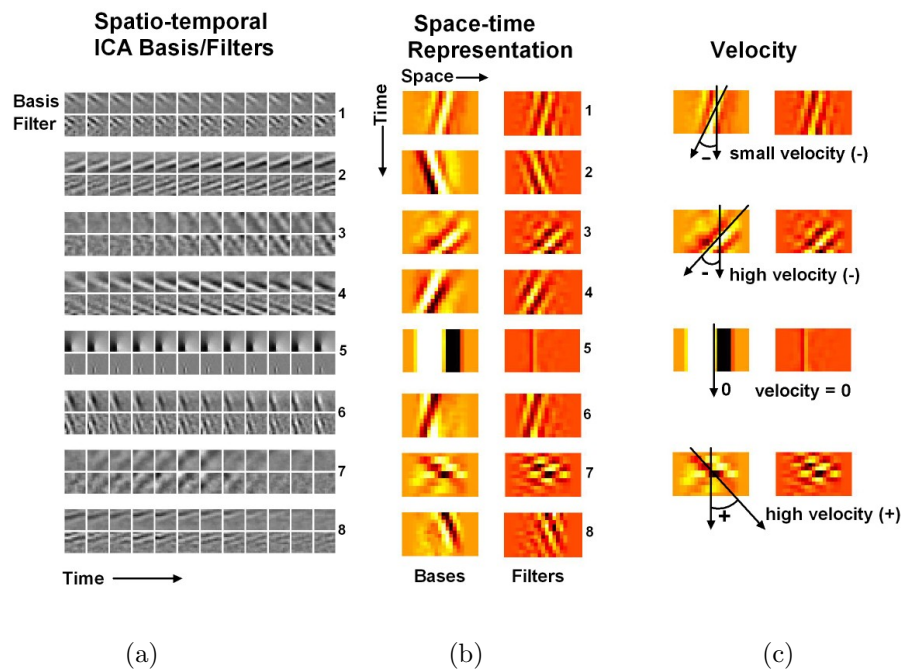 Spatio-temporal
ICA Basis/Filters
Basis
Filter
1
2
3
4
5
6
7
8
Time
(a)
Space-time
Representation
Space
Time
1
2
3
4
5
6
7
8
Bases
Filters
(b)
Velocity
-
small velocity (-)
-
high velocity (-)
0
velocity = 0
+
high velocity (+)
(c)